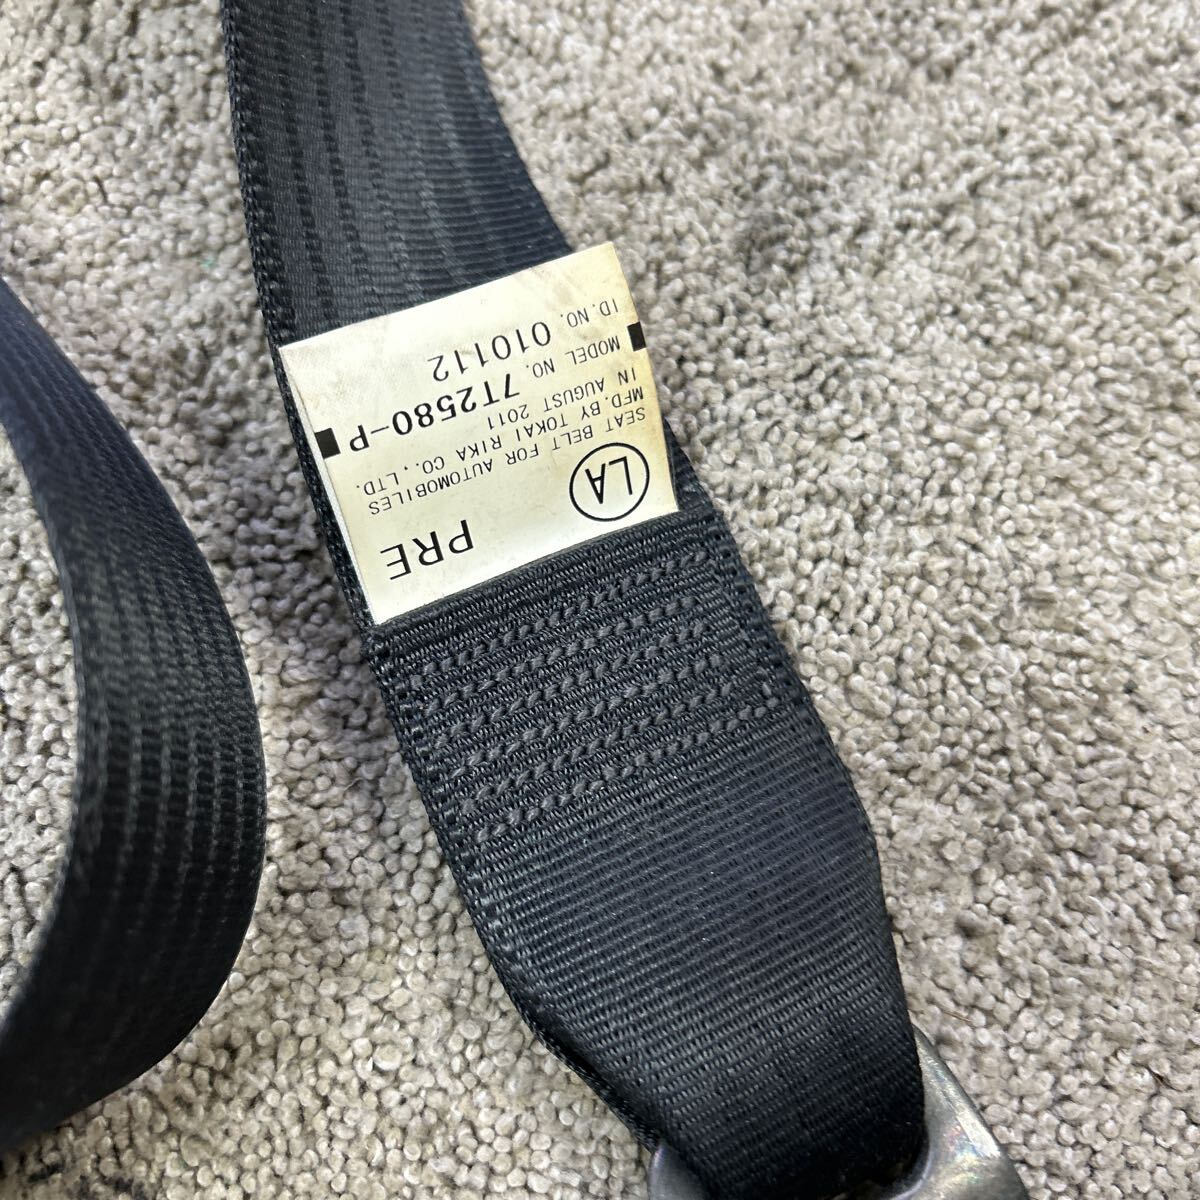 PRE
LA
SEAT BELT FOR AUTOMOBILES
MFD. BY TOKAI RIKA CO., LTD.
IN AUGUST 2011
MODEL NO. 7T2580-P
ID. NO. 010112